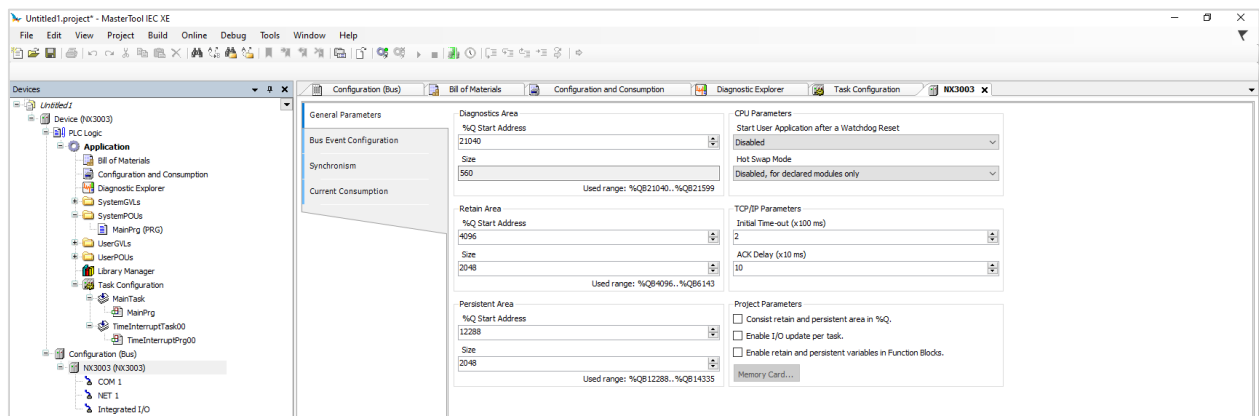 Untitled1.project* - MasterTool IEC XE
File Edit View Project Build Online Debug Tools Window Help
Devices
Untitled1
Device (NX3003)
PLC Logic
Application
Bill of Materials
Configuration and Consumption
Diagnostic Explorer
SystemGVLs
SystemPOUs
MainPrg (PRG)
UserGVLs
UserPOUs
Library Manager
Task Configuration
MainTask
MainPrg
TimeInterruptTask00
TimeInterruptPrg00
Configuration (Bus)
NX3003 (NX3003)
COM 1
NET 1
Integrated I/O
Configuration (Bus) Bill of Materials Configuration and Consumption Diagnostic Explorer Task Configuration NX3003
General Parameters
Bus Event Configuration
Synchronism
Current Consumption
Diagnostics Area
%Q Start Address
21040
Size
560
Used range: %QB21040..%QB21599
Retain Area
%Q Start Address
4096
Size
2048
Used range: %QB4096..%QB6143
Persistent Area
%Q Start Address
12288
Size
2048
Used range: %QB12288..%QB14335
CPU Parameters
Start User Application after a Watchdog Reset
Disabled
Hot Swap Mode
Disabled, for declared modules only
TCP/IP Parameters
Initial Time-out (x100 ms)
2
ACK Delay (x10 ms)
10
Project Parameters
Consist retain and persistent area in %Q.
Enable I/O update per task.
Enable retain and persistent variables in Function Blocks.
Memory Card...